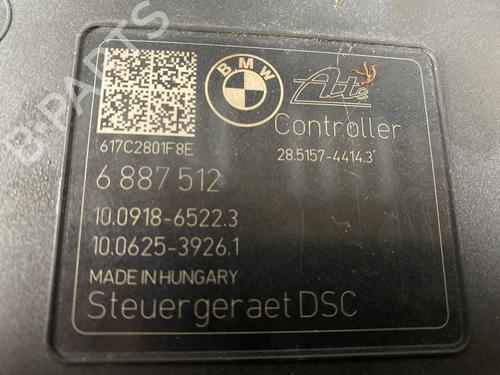 BMW
Ate
Controller
617C2801F8E
28.5157-4414.3
6 887 512
10.0918-6522.3
10.0625-3926.1
MADE IN HUNGARY
Steuergeraet DSC
B-PARTS